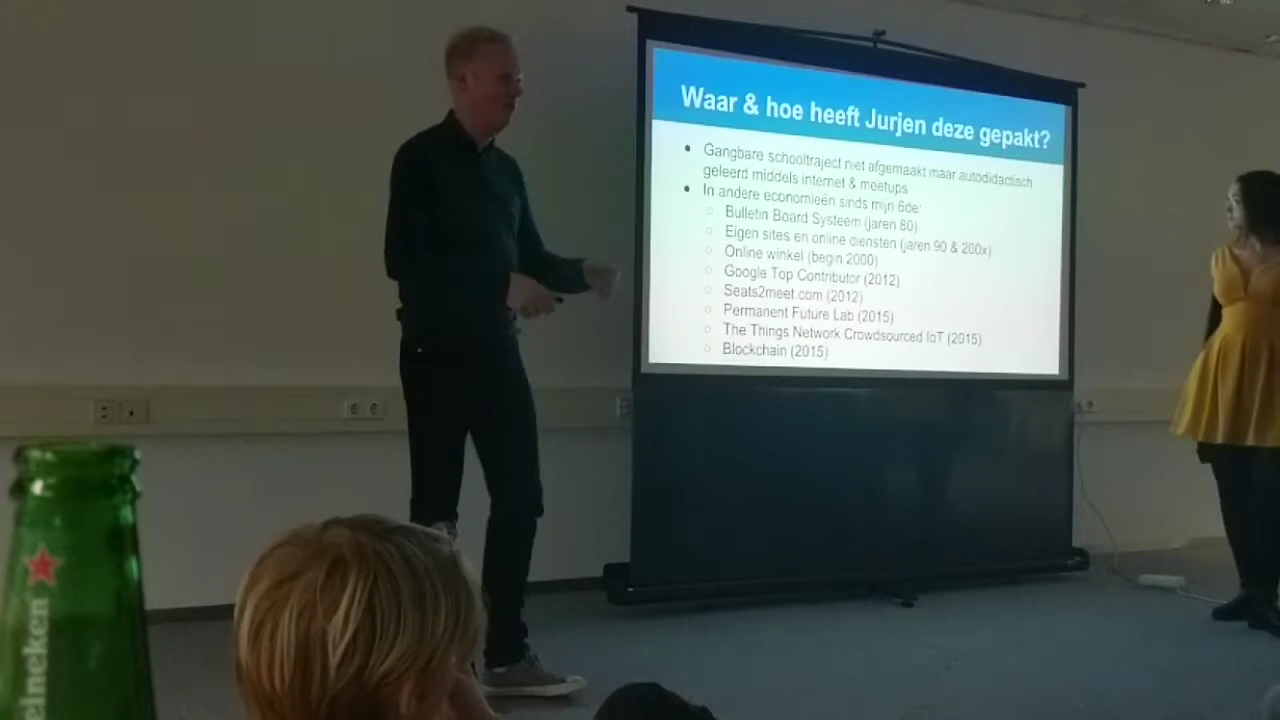 Waar & hoe heeft Jurjen deze gepakt?
Gangbare schooltraject niet afgemaakt maar autodidactisch
geleerd middels internet & meetups
In andere economieën sinds mijn 6de:
Bulletin Board Systeem (jaren 80)
Eigen sites en online diensten (jaren 90 & 200x)
Online winkel (begin 2000)
Google Top Contributor (2012)
Seats2meet.com (2012)
Permanent Future Lab (2015)
The Things Network Crowdsourced IoT (2015)
Blockchain (2015)
eineken